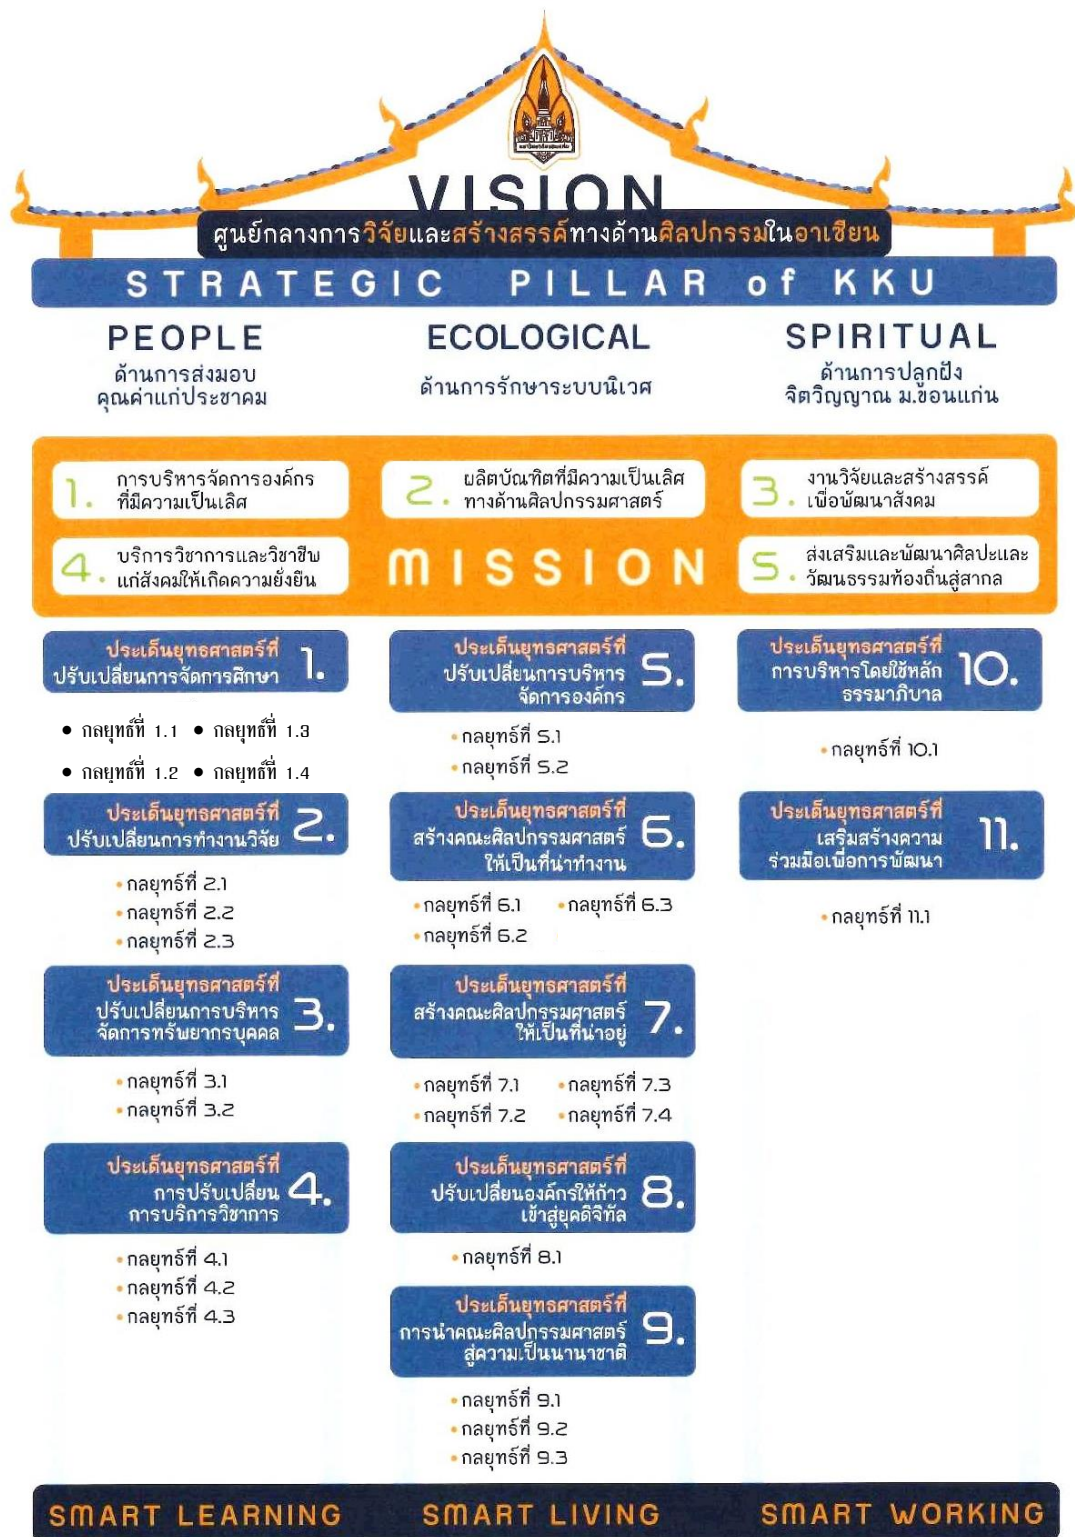 VISION
ศูนย์กลางการวิจัยและสร้างสรรค์ทางด้านศิลปกรรมในอาเซียน
STRATEGIC PILLAR of KKU
PEOPLE
ด้านการส่งมอบ
คุณค่าแก่ประชาคม
ECOLOGICAL
ด้านการรักษาระบบนิเวศ
SPIRITUAL
ด้านการปลูกฝัง
จิตวิญญาณ ม.ขอนแก่น
1. การบริหารจัดการองค์กร
ที่มีความเป็นเลิศ
2. ผลิตบัณฑิตที่มีความเป็นเลิศ
ทางด้านศิลปกรรมศาสตร์
3. งานวิจัยและสร้างสรรค์
เพื่อพัฒนาสังคม
4. บริการวิชาการและวิชาชีพ
แก่สังคมให้เกิดความยั่งยืน
MISSION
5. ส่งเสริมและพัฒนาศิลปะและ
วัฒนธรรมท้องถิ่นสู่สากล
ประเด็นยุทธศาสตร์ที่ 1.
ปรับเปลี่ยนการจัดการศึกษา
• กลยุทธ์ที่ 1.1 • กลยุทธ์ที่ 1.3
• กลยุทธ์ที่ 1.2 • กลยุทธ์ที่ 1.4
ประเด็นยุทธศาสตร์ที่ 2.
ปรับเปลี่ยนการทำงานวิจัย
• กลยุทธ์ที่ 2.1
• กลยุทธ์ที่ 2.2
• กลยุทธ์ที่ 2.3
ประเด็นยุทธศาสตร์ที่ 3.
ปรับเปลี่ยนการบริหาร
จัดการทรัพยากรบุคคล
• กลยุทธ์ที่ 3.1
• กลยุทธ์ที่ 3.2
ประเด็นยุทธศาสตร์ที่ 4.
การปรับเปลี่ยน
การบริการวิชาการ
• กลยุทธ์ที่ 4.1
• กลยุทธ์ที่ 4.2
• กลยุทธ์ที่ 4.3
ประเด็นยุทธศาสตร์ที่ 5.
ปรับเปลี่ยนการบริหาร
จัดการองค์กร
• กลยุทธ์ที่ 5.1
• กลยุทธ์ที่ 5.2
ประเด็นยุทธศาสตร์ที่ 6.
สร้างคณะศิลปกรรมศาสตร์
ให้เป็นที่น่าทำงาน
• กลยุทธ์ที่ 6.1 • กลยุทธ์ที่ 6.3
• กลยุทธ์ที่ 6.2
ประเด็นยุทธศาสตร์ที่ 7.
สร้างคณะศิลปกรรมศาสตร์
ให้เป็นที่น่าอยู่
• กลยุทธ์ที่ 7.1 • กลยุทธ์ที่ 7.3
• กลยุทธ์ที่ 7.2 • กลยุทธ์ที่ 7.4
ประเด็นยุทธศาสตร์ที่ 8.
ปรับเปลี่ยนองค์กรให้ก้าว
เข้าสู่ยุคดิจิทัล
• กลยุทธ์ที่ 8.1
ประเด็นยุทธศาสตร์ที่ 9.
การนำคณะศิลปกรรมศาสตร์
สู่ความเป็นนานาชาติ
• กลยุทธ์ที่ 9.1
• กลยุทธ์ที่ 9.2
• กลยุทธ์ที่ 9.3
ประเด็นยุทธศาสตร์ที่ 10.
การบริหารโดยใช้หลัก
ธรรมาภิบาล
• กลยุทธ์ที่ 10.1
ประเด็นยุทธศาสตร์ที่ 11.
เสริมสร้างความ
ร่วมมือเพื่อการพัฒนา
• กลยุทธ์ที่ 11.1
SMART LEARNING SMART LIVING SMART WORKING